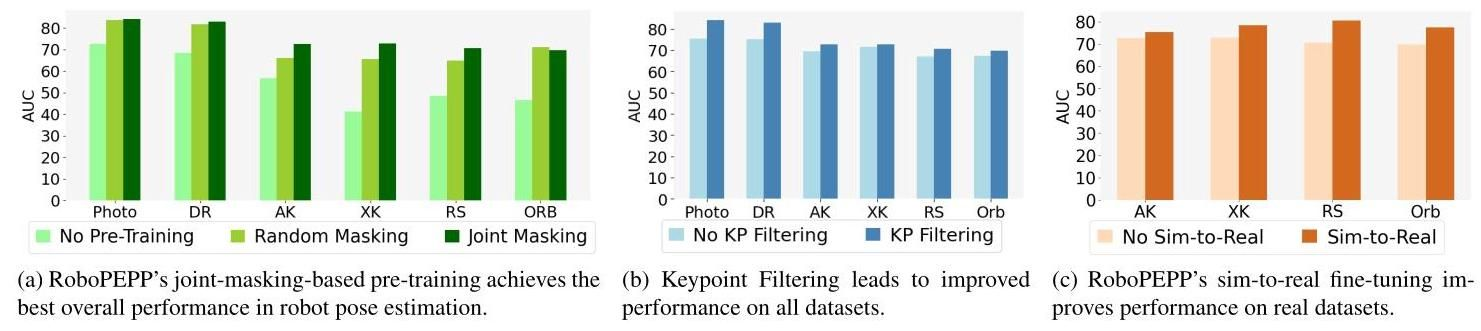 80
70
60
50
40
30
20
10
0
AUC
Photo DR AK XK RS ORB
No Pre-Training Random Masking Joint Masking
(a) RoboPEPP's joint-masking-based pre-training achieves the
best overall performance in robot pose estimation.
80
70
60
50
40
30
20
10
0
AUC
Photo DR AK XK RS Orb
No KP Filtering KP Filtering
(b) Keypoint Filtering leads to improved
performance on all datasets.
80
70
60
50
40
30
20
10
0
AUC
AK XK RS Orb
No Sim-to-Real Sim-to-Real
(c) RoboPEPP's sim-to-real fine-tuning im-
proves performance on real datasets.